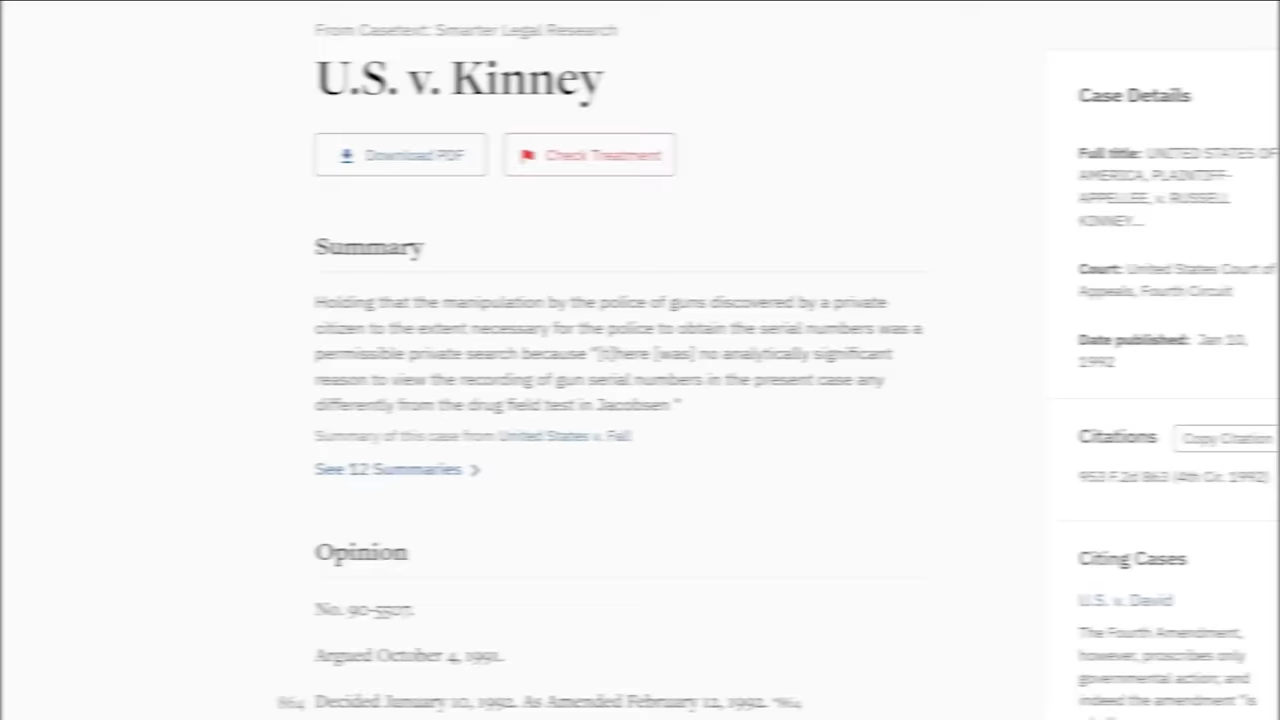 From Casetext: Smarter Legal Research
U.S. v. Kinney
Download PDF
Check Treatment
Summary
Holding that the manipulation by the police of guns discovered by a private
citizen to the extent necessary for the police to obtain the serial numbers was a
permissible private search because "[t]here [was] no analytically significant
reason to view the recording of gun serial numbers in the present case any
differently from the drug field test in Jacobsen"
Summary of this case from United States v. Fall
See 12 Summaries >
Opinion
No. 90-5507.
Argued October 4, 1991.
Decided January 10, 1992. As Amended February 12, 1992.
Case Details
Full title: UNITED STATES OF
AMERICA, PLAINTIFF-
APPELLEE, v. RUSSELL
KINNEY...
Court: United States Court of
Appeals, Fourth Circuit
Date published: Jan 10,
1992
Citations
Copy Citation
953 F.2d 863 (4th Cir. 1992)
Citing Cases
U.S. v. David
The Fourth Amendment,
however, proscribes only
governmental action, and
indeed the amendment "is